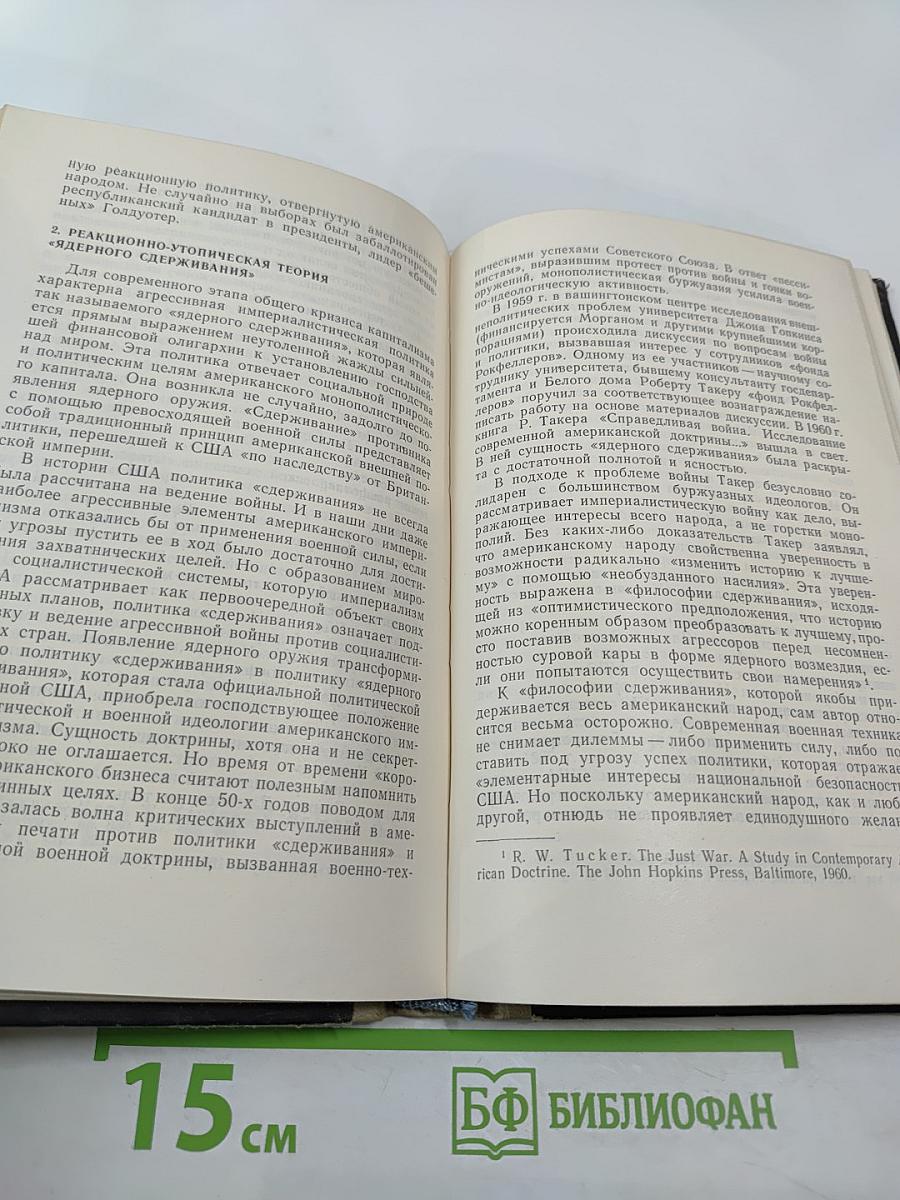 ную реакционную политику, отвергнутую американским
народом. Не случайно на выборах был забаллотирован
республиканский кандидат в президенты, лидер «беше-
ных» Голдуотер.
2. РЕАКЦИОННО-УТОПИЧЕСКАЯ ТЕОРИЯ
«ЯДЕРНОГО СДЕРЖИВАНИЯ»
Для современного этапа общего кризиса капитализма
характерна агрессивная империалистическая политика
так называемого «ядерного сдерживания», которая явля-
ется прямым выражением неутоленной жажды сильней-
шей финансовой олигархии к установлению господства
над миром. Эта политика отвечает социальной природе
и политическим целям американского монополистическо-
го капитала. Она возникла не случайно, задолго до по-
явления ядерного оружия. «Сдерживание» противника
с помощью превосходящей военной силы представляет
собой традиционный принцип американской внешней по-
литики, перешедшей к США «по наследству» от Британ-
ской империи.
В истории США политика «сдерживания» не всегда
была рассчитана на ведение войны. И в наши дни даже
наиболее агрессивные элементы американского импери-
лизма отказались бы от применения военной силы, если
угрозы пустить ее в ход было достаточно для дости-
ния захватнических целей. Но с образованием миро-
социалистической системы, которую империализм
А рассматривает как первоочередной объект своих
ных планов, политика «сдерживания» означает под-
вку и ведение агрессивной войны против социалисти-
х стран. Появление ядерного оружия трансформи-
о политику «сдерживания» в политику «ядерного
ивания», которая стала официальной политической
ной США, приобрела господствующее положение
тической и военной идеологии американского им-
изма. Сущность доктрины, хотя она и не секрет-
око не оглашается. Но время от времени «коро-
риканского бизнеса считают полезным напомнить
инных целях. В конце 50-х годов поводом для
залась волна критических выступлений в аме-
печати против политики «сдерживания» и
ой военной доктрины, вызванная военно-тех-
ническими успехами Советского Союза. В ответ «песси-
мистам», выразившим протест против войны и гонки во-
оружений, монополистическая буржуазия усилила воен-
но-идеологическую активность.
В 1959 г. в вашингтонском центре исследования внеш-
неполитических проблем университета Джона Гопкинса
(финансируется Морганом и другими крупнейшими кор-
порациями) происходила дискуссия по вопросам войны
и политики, вызвавшая интерес у сотрудников «фонда
Рокфеллеров». Одному из ее участников — научному со-
труднику университета, бывшему консультанту госдепар-
тамента и Белого дома Роберту Такеру «фонд Рокфел-
леров» поручил за соответствующее вознаграждение на-
писать работу на основе материалов дискуссии. В 1960 г.
книга Р. Такера «Справедливая война. Исследование
современной американской доктрины...» вышла в свет.
В ней сущность «ядерного сдерживания» была раскры-
та с достаточной полнотой и ясностью.
В подходе к проблеме войны Такер безусловно со-
лидарен с большинством буржуазных идеологов. Он
рассматривает империалистическую войну как дело, вы-
ражающее интересы всего народа, а не горстки моно-
полий. Без каких-либо доказательств Такер заявлял,
что американскому народу свойственна уверенность в
возможности радикально «изменить историю к лучше-
му» с помощью «необузданного насилия». Эта уверен-
ность выражена в «философии сдерживания», исходя-
щей из «оптимистического предположения, что историю
можно коренным образом преобразовать к лучшему, про-
сто поставив возможных агрессоров перед несомнен-
ностью суровой кары в форме ядерного возмездия, ес-
ли они попытаются осуществить свои намерения»¹.
К «философии сдерживания», которой якобы при-
держивается весь американский народ, сам автор отно-
сится весьма осторожно. Современная военная техника
не снимает дилеммы — либо применить силу, либо по-
ставить под угрозу успех политики, которая отражае
«элементарные интересы национальной безопасност
США. Но поскольку американский народ, как и люб
другой, отнюдь не проявляет единодушного желан
¹ R. W. Tucker. The Just War. A Study in Contemporary
rican Doctrine. The John Hopkins Press, Baltimore, 1960.
15 см
БФ БИБЛИОФАН